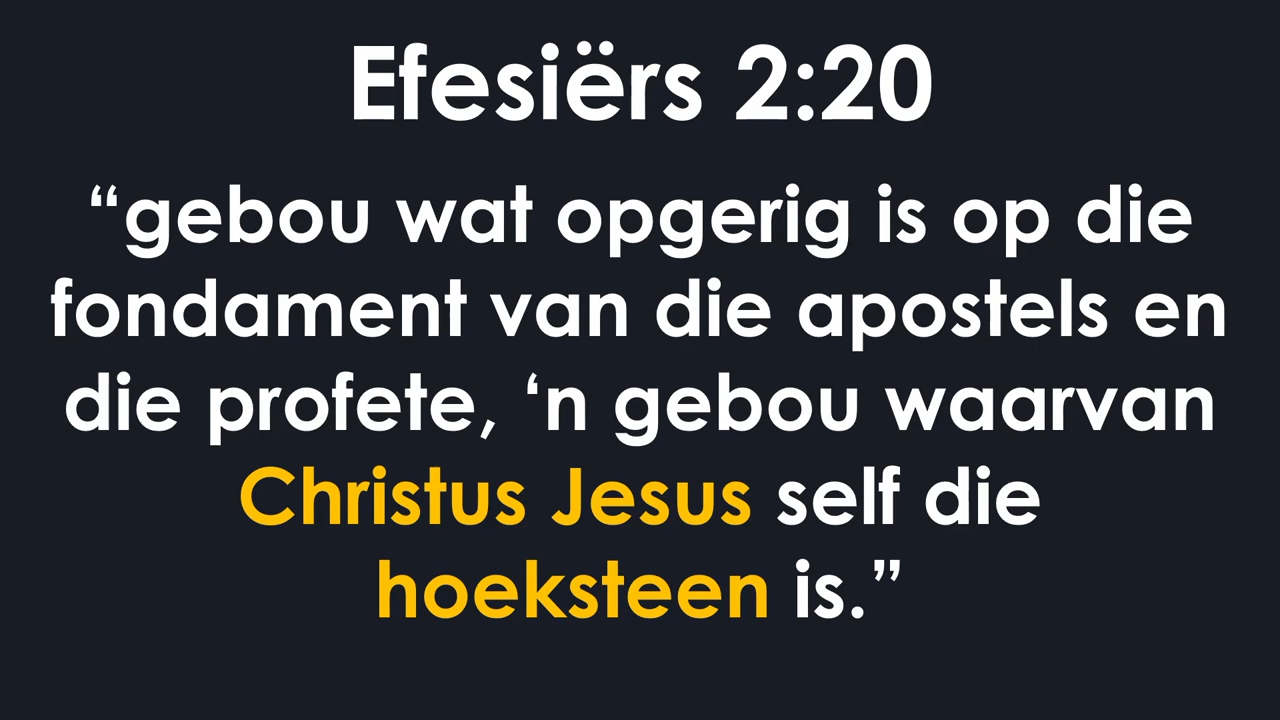 Efesiërs 2:20
“gebou wat opgerig is op die
fondament van die apostels en
die profete, ‘n gebou waarvan
Christus Jesus self die
hoeksteen is.”